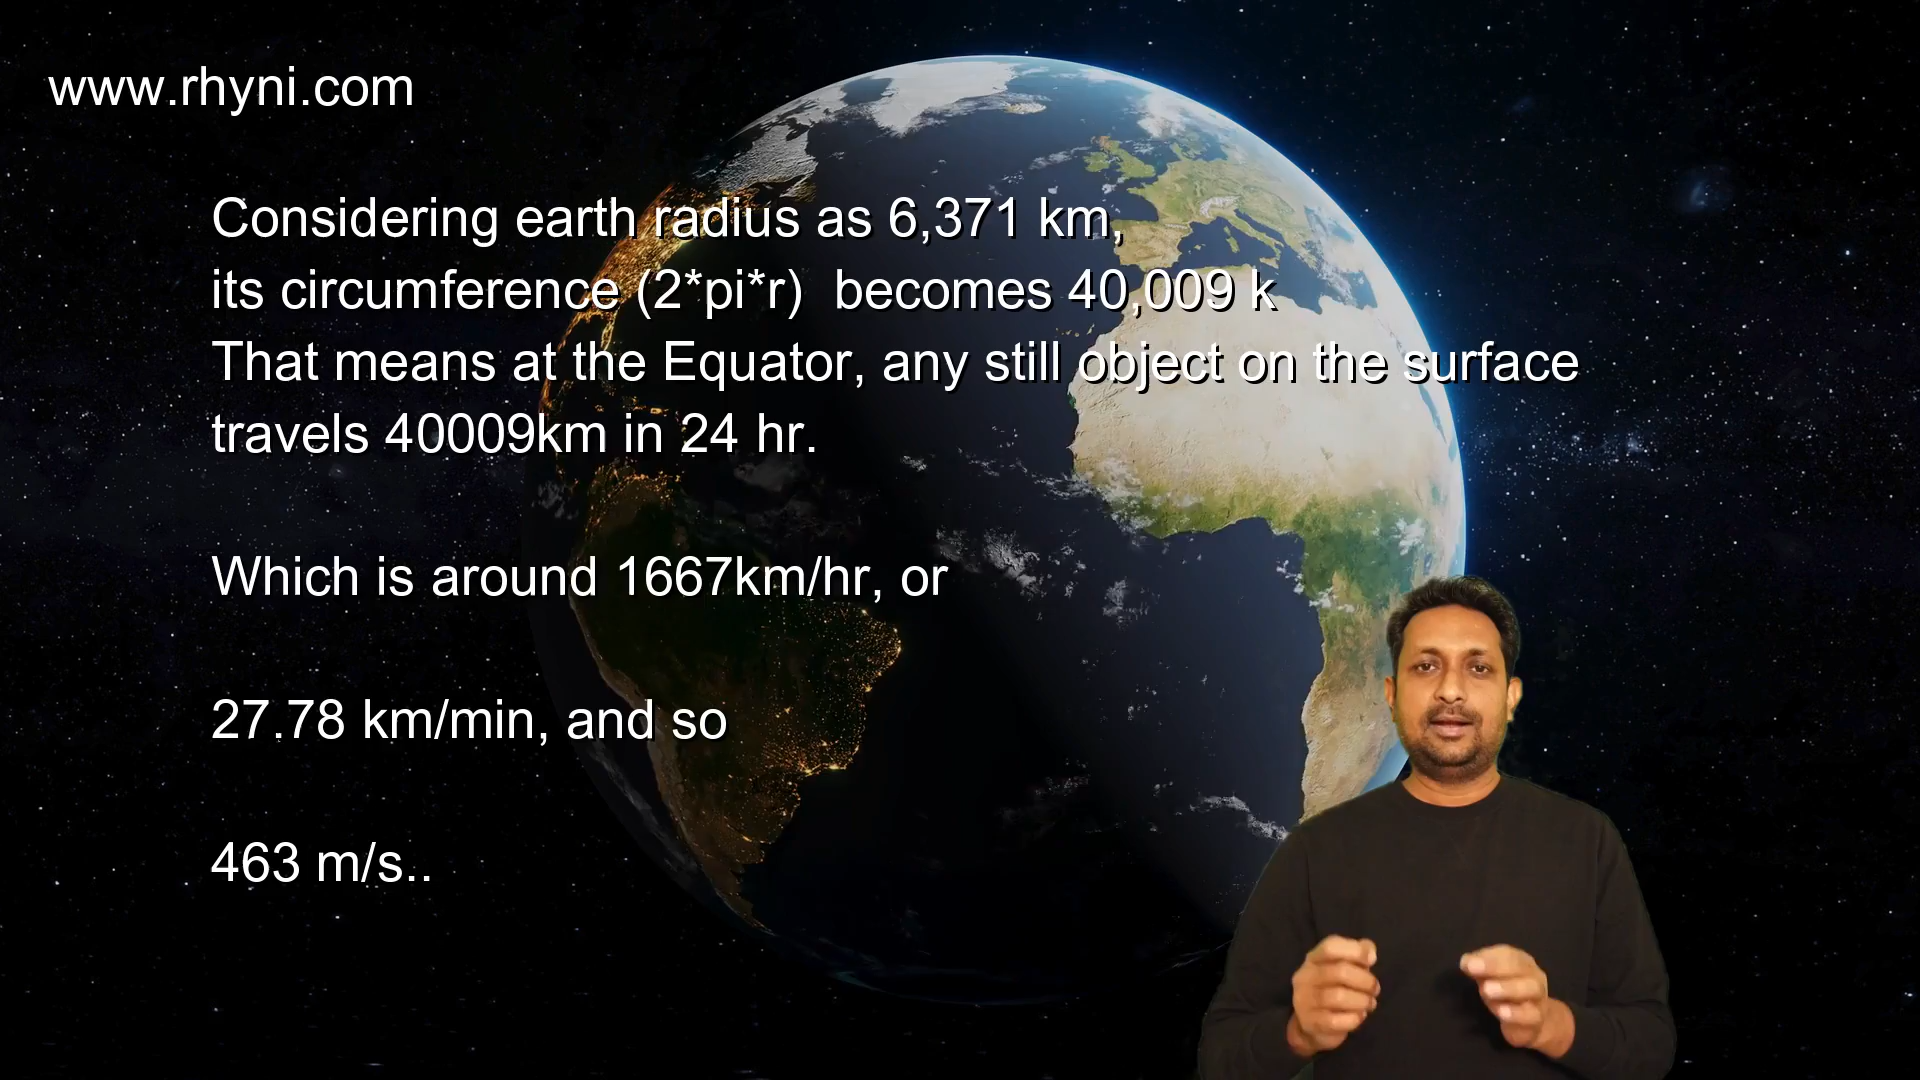 www.rhyni.com
Considering earth radius as 6,371 km,
its circumference (2*pi*r)  becomes 40,009 k
That means at the Equator, any still object on the surface
travels 40009km in 24 hr.
Which is around 1667km/hr, or
27.78 km/min, and so
463 m/s..